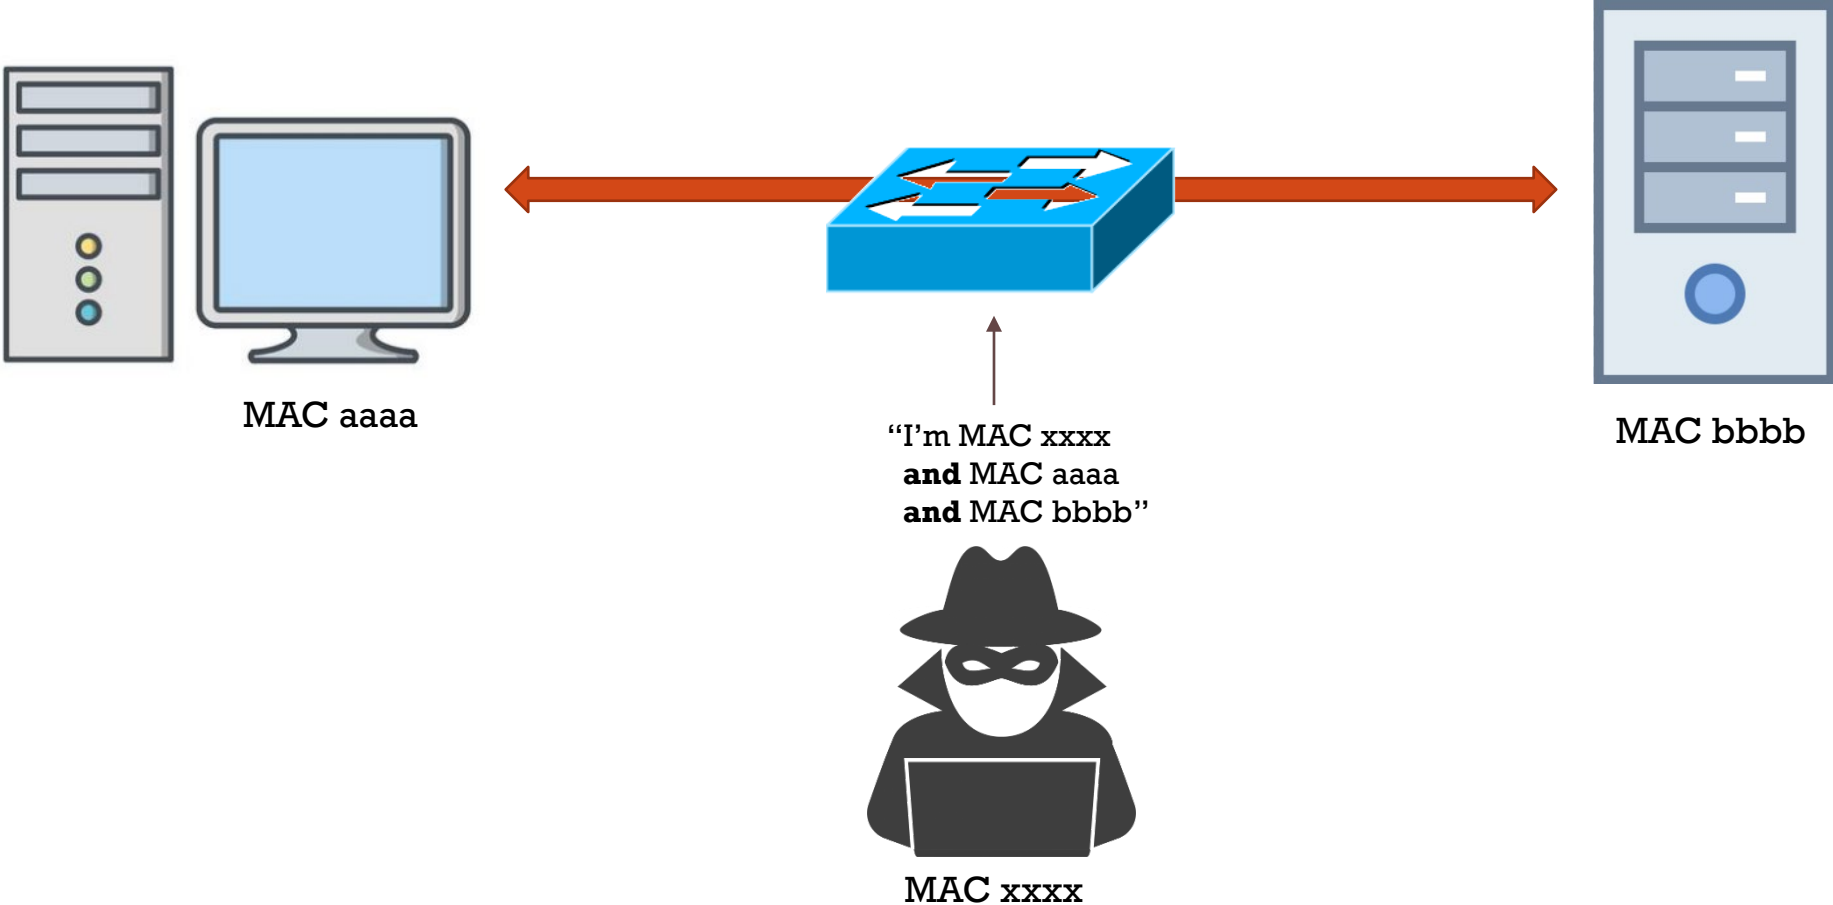 MAC aaaa
“I’m MAC xxxx
and MAC aaaa
and MAC bbbb”
MAC bbbb
MAC xxxx